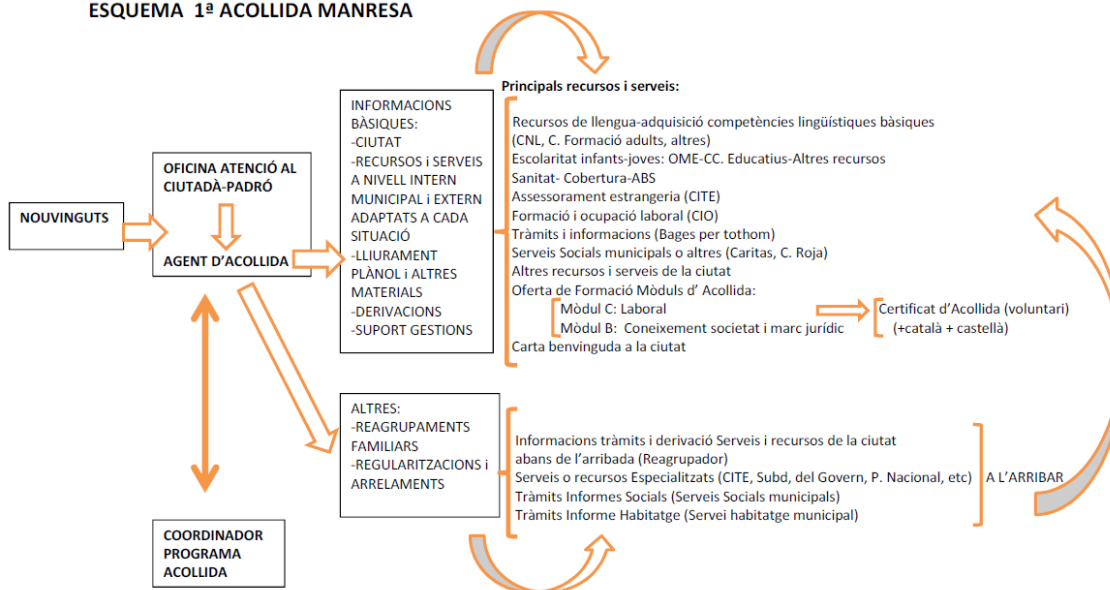 ESQUEMA 1ª ACOLLIDA MANRESA
NOUVINGUTS
OFICINA ATENCIÓ AL
CIUTADÀ-PADRÓ
AGENT D'ACOLLIDA
COORDINADOR
PROGRAMA
ACOLLIDA
INFORMACIONS
BÀSIQUES:
-CIUTAT
-RECURSOS i SERVEIS
A NIVELL INTERN
MUNICIPAL i EXTERN
ADAPTATS A CADA
SITUACIÓ
-LLIURAMENT
PLÀNOL i ALTRES
MATERIALS
-DERIVACIONS
-SUPORT GESTIONS
Principals recursos i serveis:
Recursos de llengua-adquisició competències lingüístiques bàsiques
(CNL, C. Formació adults, altres)
Escolaritat infants-joves: OME-CC. Educatius-Altres recursos
Sanitat- Cobertura-ABS
Assessorament estrangeria (CITE)
Formació i ocupació laboral (CIO)
Tràmits i informacions (Bages per tothom)
Serveis Socials municipals o altres (Caritas, C. Roja)
Altres recursos i serveis de la ciutat
Oferta de Formació Mòduls d' Acollida:
Mòdul C: Laboral
Mòdul B: Coneixement societat i marc jurídic
Certificat d'Acollida (voluntari)
(+català + castellà)
Carta benvinguda a la ciutat
ALTRES:
-REAGRUPAMENTS
FAMILIARS
-REGULARITZACIONS i
ARRELAMENTS
Informacions tràmits i derivació Serveis i recursos de la ciutat
abans de l'arribada (Reagrupador)
Serveis o recursos Especialitzats (CITE, Subd, del Govern, P. Nacional, etc)
Tràmits Informes Socials (Serveis Socials municipals)
Tràmits Informe Habitatge (Servei habitatge municipal)
A L'ARRIBAR